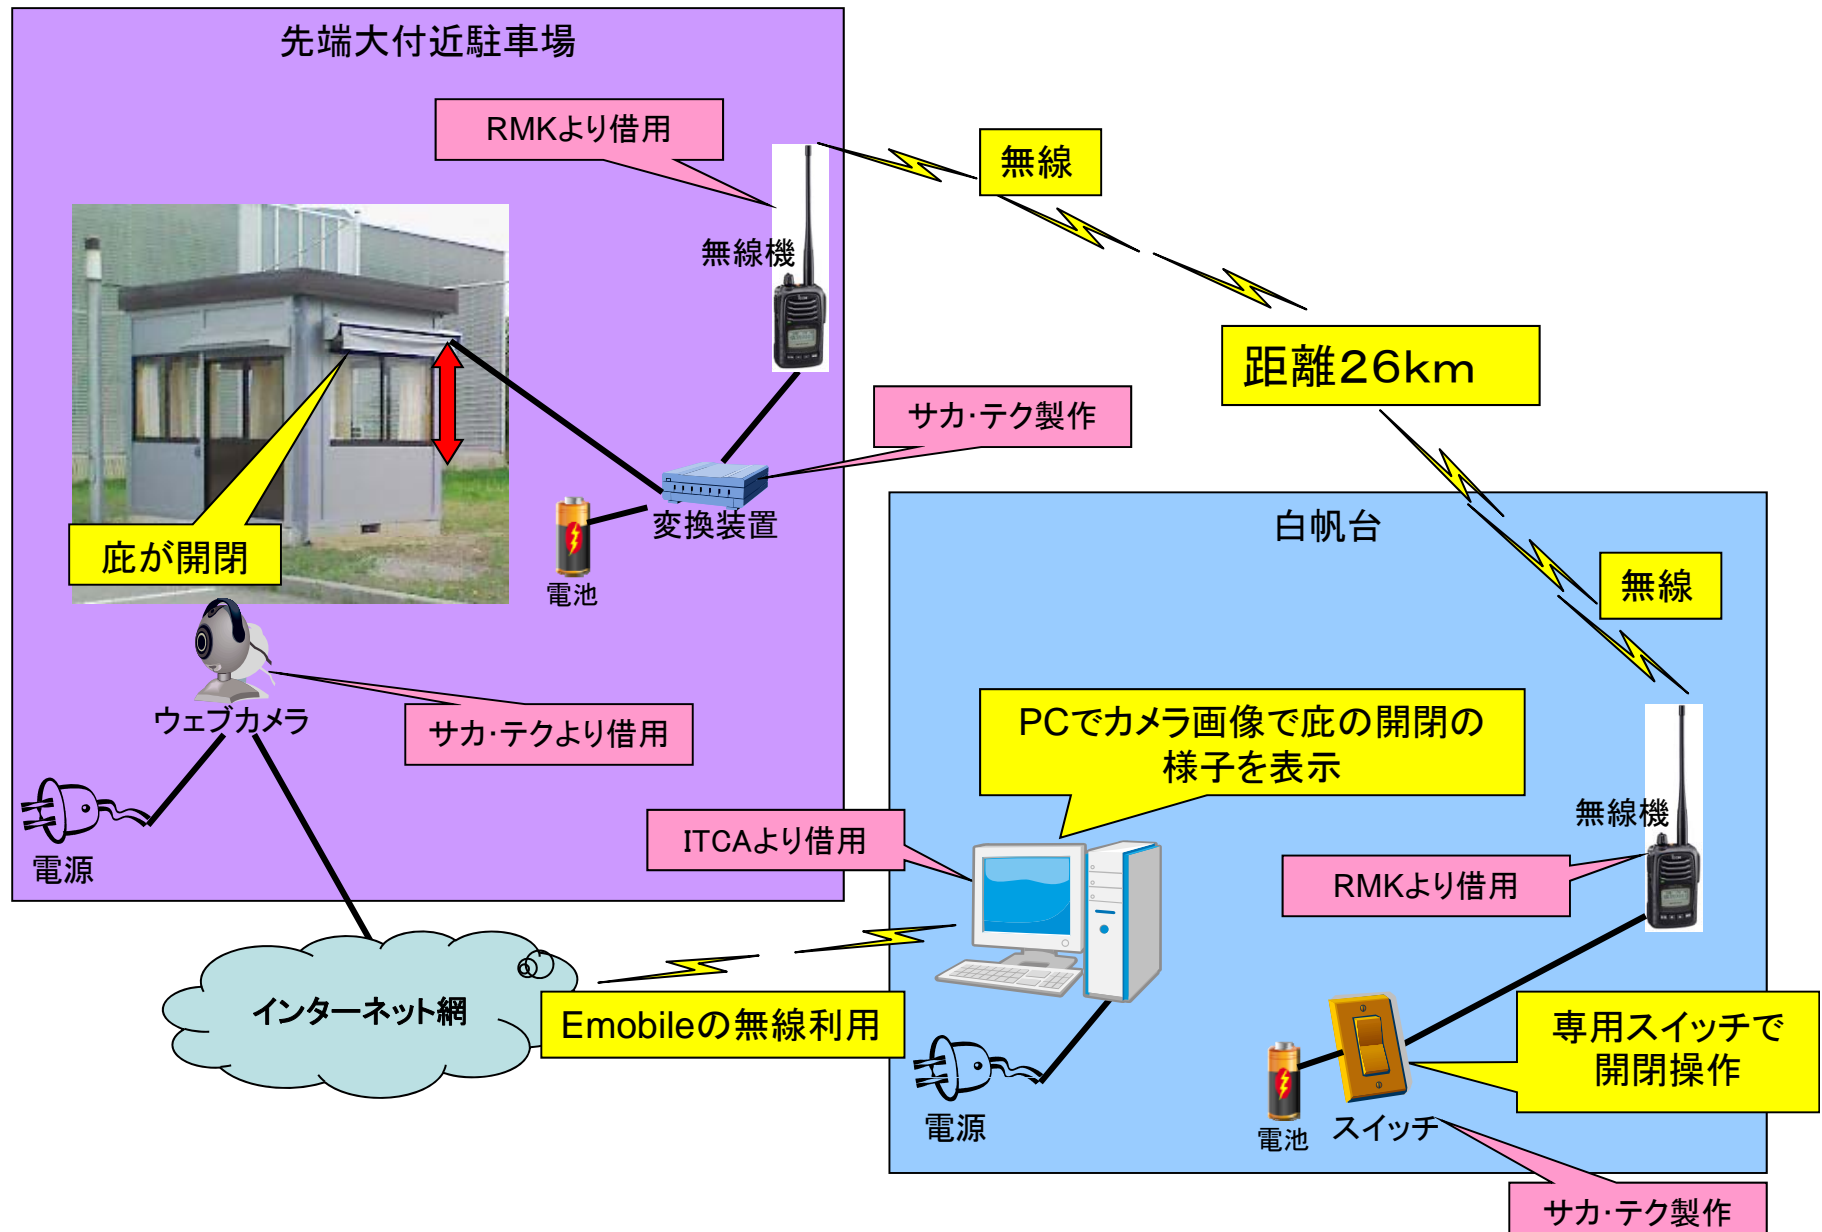 先端大付近駐車場
RMKより借用
無線
無線機
距離26km
サカ・テク製作
変換装置
白帆台
庇が開閉
電池
無線
ウェブカメラ
サカ・テクより借用
PCでカメラ画像で庇の開閉の
様子を表示
無線機
ITCAより借用
電源
RMKより借用
インターネット網
Emobileの無線利用
専用スイッチで
開閉操作
電源
電池
スイッチ
サカ・テク製作